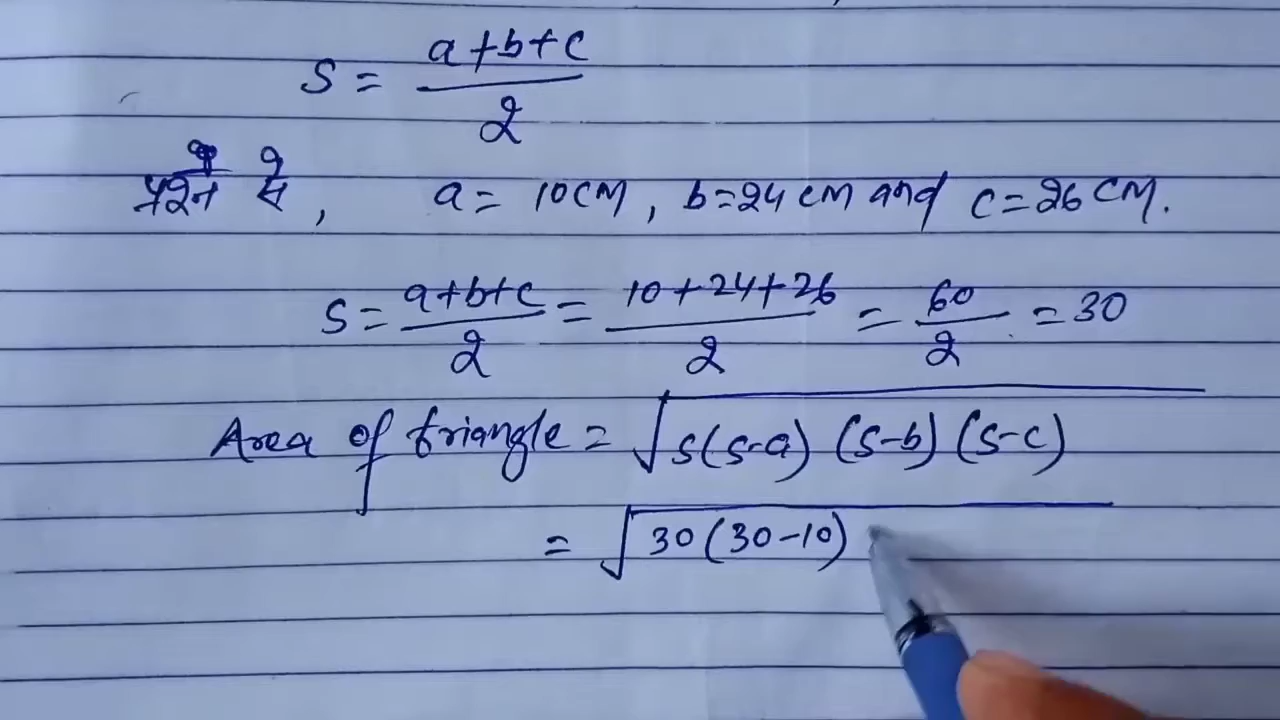 S = a+b+c / 2
प्रश्न से, a = 10CM, b=24 CM and C=26 CM.
S = a+b+c / 2 = 10+24+26 / 2 = 60 / 2 = 30
Area of triangle = √S(S-a) (S-b) (S-c)
= √30(30-10)